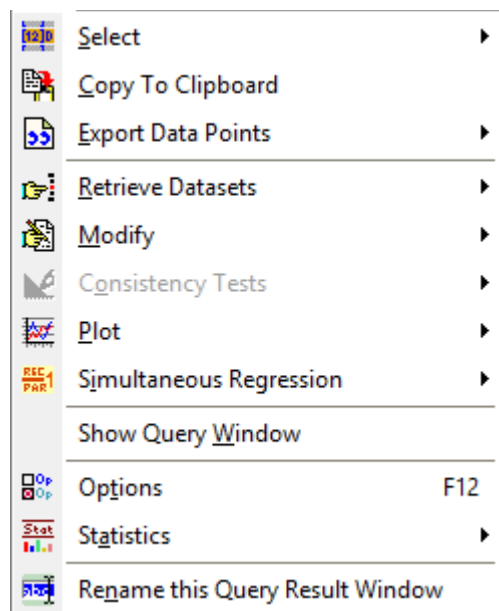 Select
Copy To Clipboard
Export Data Points
Retrieve Datasets
Modify
Consistency Tests
Plot
Simultaneous Regression
Show Query Window
Options F12
Statistics
Rename this Query Result Window